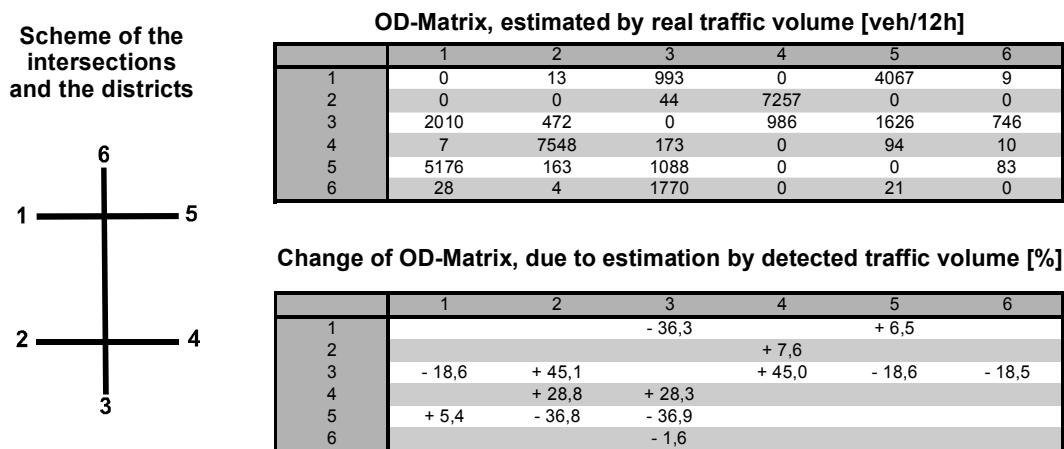 Scheme of the
intersections
and the districts
6
1
5
2
4
3
OD-Matrix, estimated by real traffic volume [veh/12h]
1 2 3 4 5 6
1 0 13 993 0 4067 9
2 0 0 44 7257 0 0
3 2010 472 0 986 1626 746
4 7 7548 173 0 94 10
5 5176 163 1088 0 0 83
6 28 4 1770 0 21 0
Change of OD-Matrix, due to estimation by detected traffic volume [%]
1 2 3 4 5 6
1 - 36,3 + 6,5
2 + 7,6
3 - 18,6 + 45,1 + 45,0 - 18,6 - 18,5
4 + 28,8 + 28,3
5 + 5,4 - 36,8 - 36,9
6 - 1,6